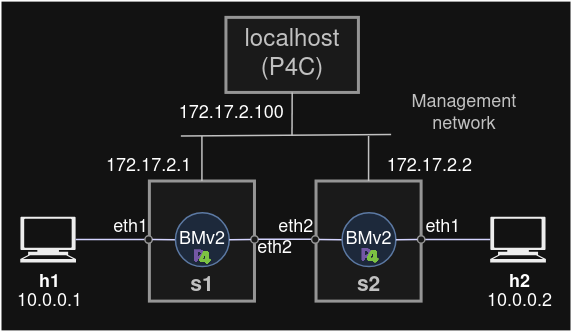 localhost
(P4C)
172.17.2.100
Management
network
172.17.2.1
172.17.2.2
eth1
BMv2
P4
eth2
eth2
BMv2
P4
eth1
h1
10.0.0.1
s1
s2
h2
10.0.0.2